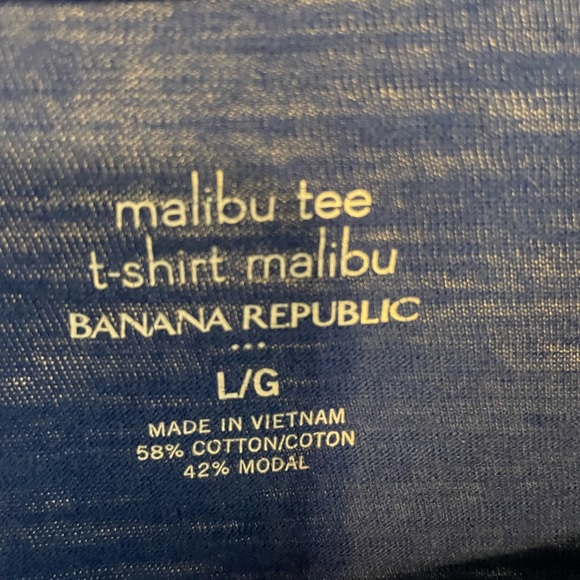 malibu tee
t-shirt malibu
BANANA REPUBLIC
L/G
MADE IN VIETNAM
58% COTTON/COTON
42% MODAL